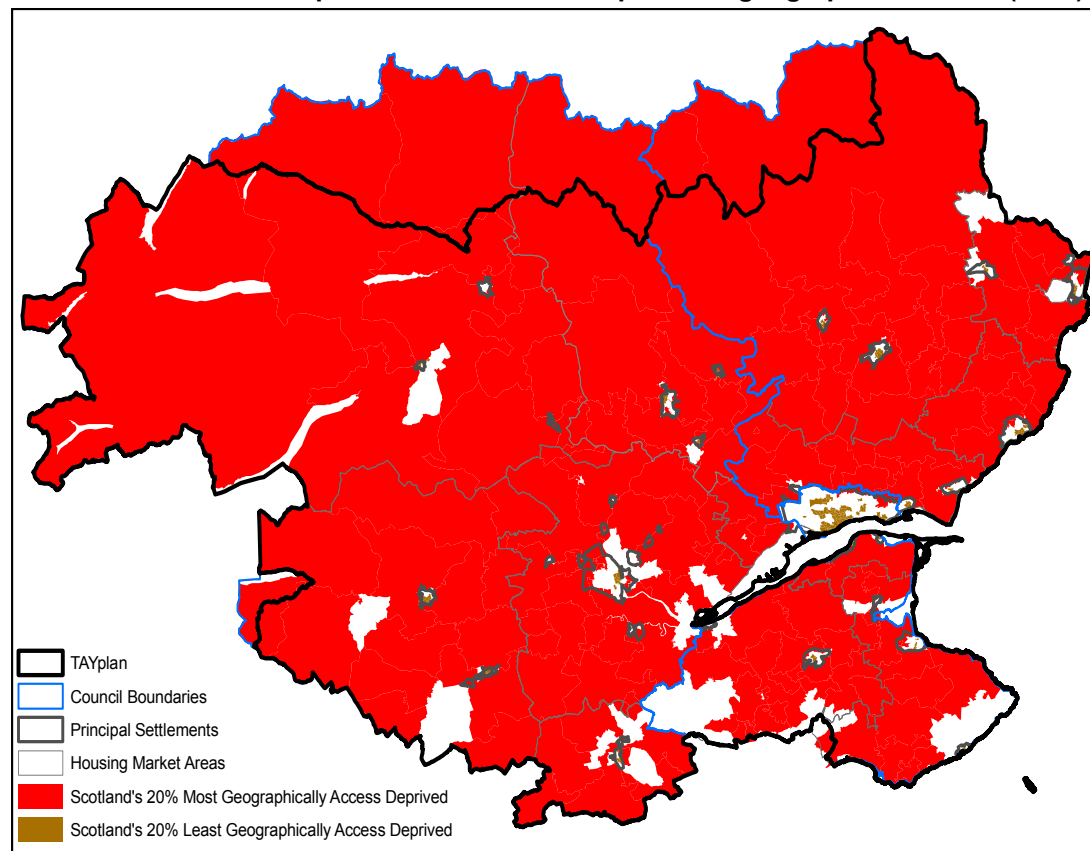 TAYplan
Council Boundaries
Principal Settlements
Housing Market Areas
Scotland's 20% Most Geographically Access Deprived
Scotland's 20% Least Geographically Access Deprived